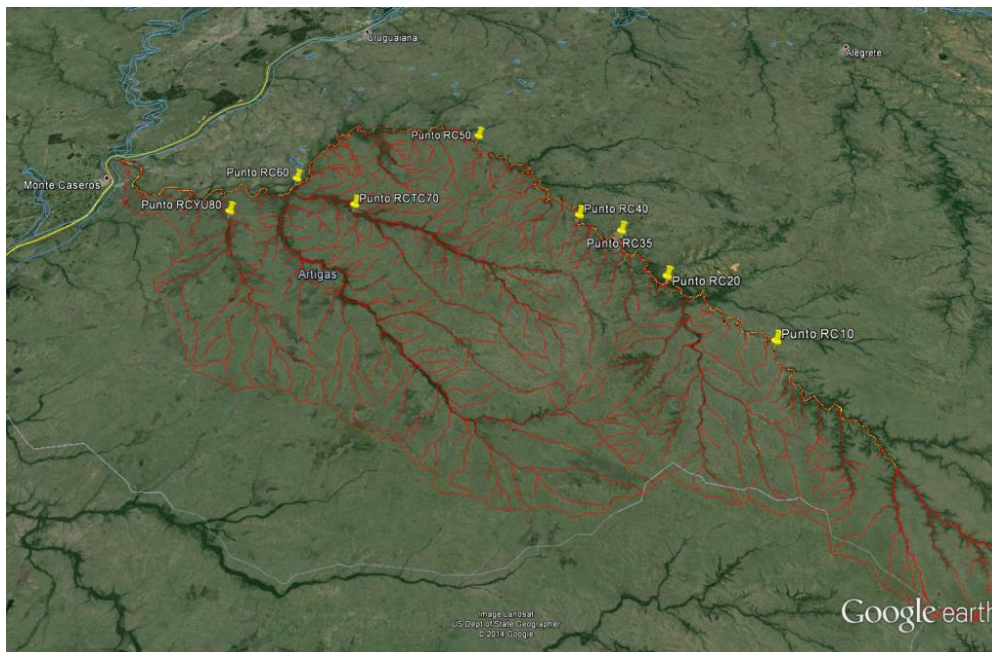 Uruguaiana
Alegrete
Punto RC50
Punto RC60
Monte Caseros
Punto RCTC70
Punto RCYU80
Punto RC40
Punto RC35
Artigas
Punto RC20
Punto RC10
Image Landsat
US Dept of State Geographer
© 2014 Google
Google earth